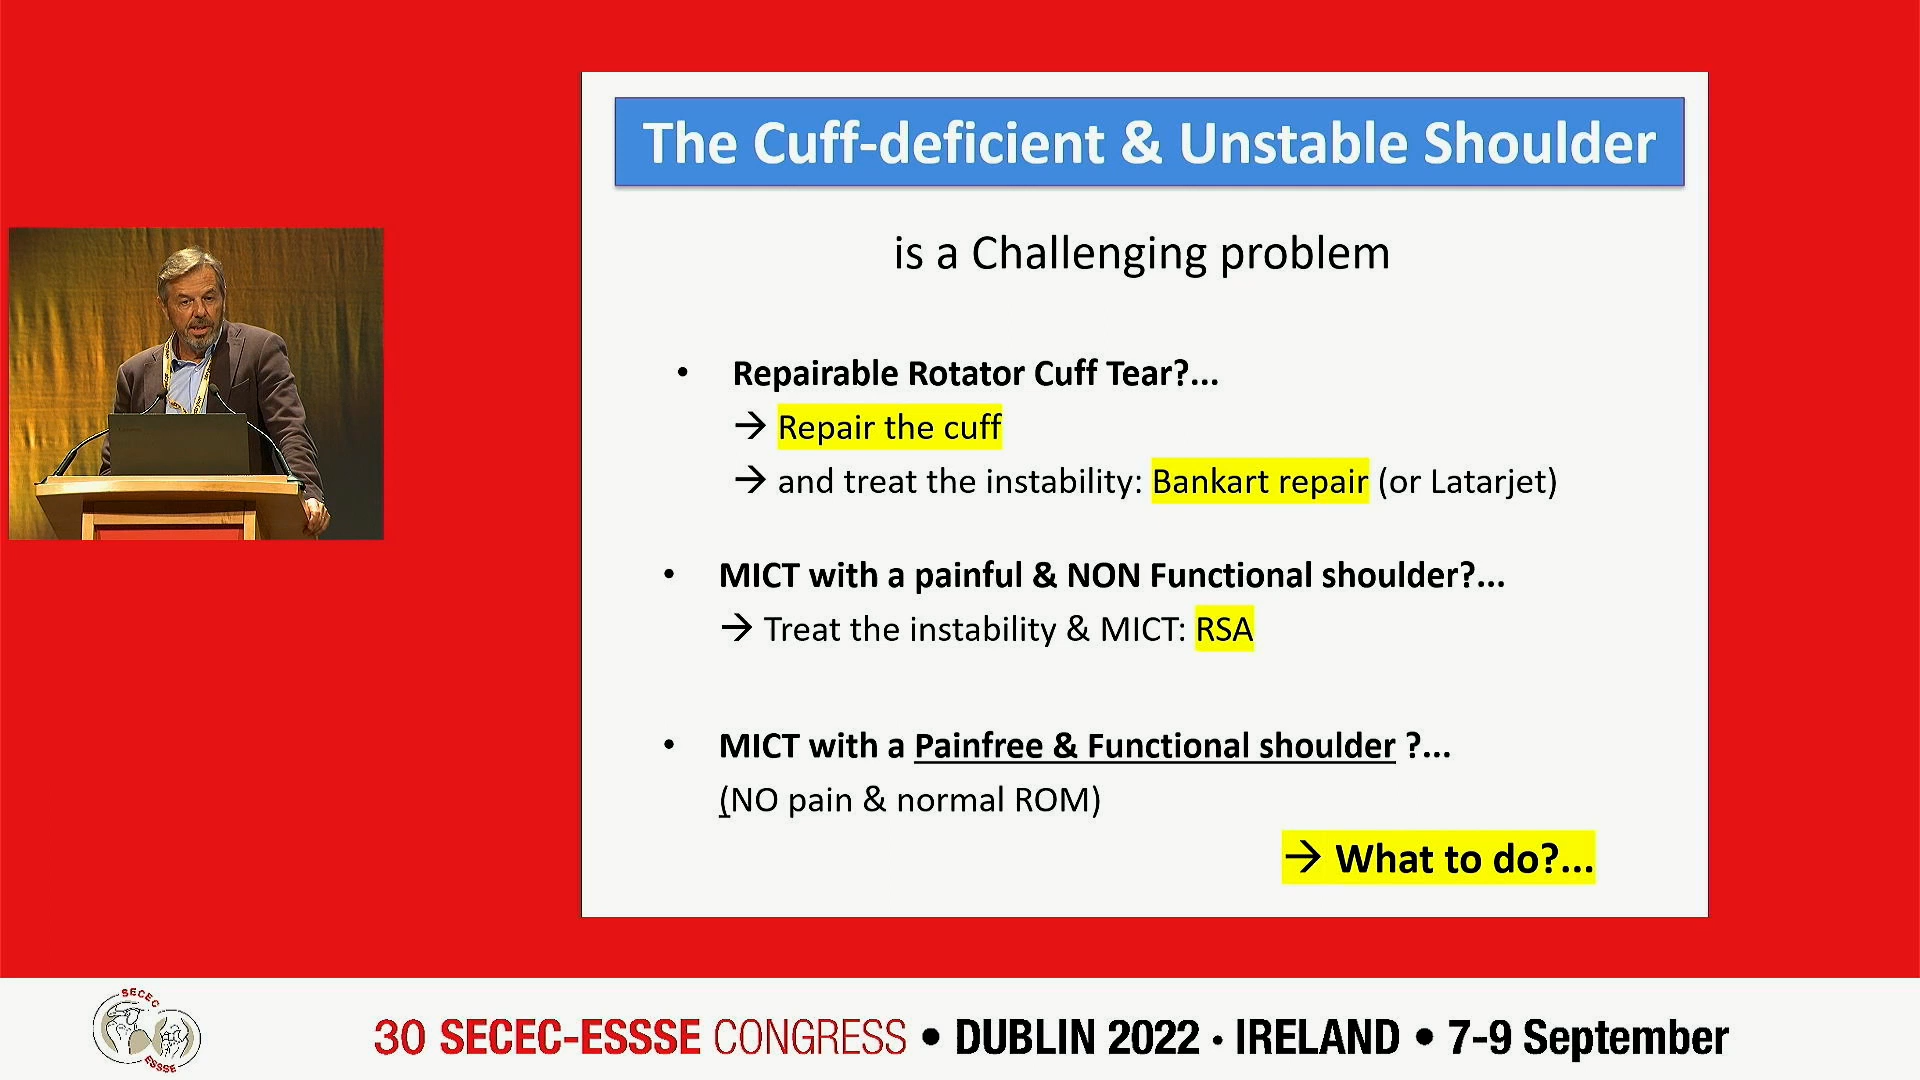 The Cuff-deficient & Unstable Shoulder
is a Challenging problem
• Repairable Rotator Cuff Tear?...
→ Repair the cuff
→ and treat the instability: Bankart repair (or Latarjet)
• MICT with a painful & NON Functional shoulder?...
→ Treat the instability & MICT: RSA
• MICT with a Painfree & Functional shoulder ?...
(NO pain & normal ROM)
→ What to do?...
SECEC
ESSSE
30 SECEC-ESSSE CONGRESS • DUBLIN 2022 • IRELAND • 7-9 September